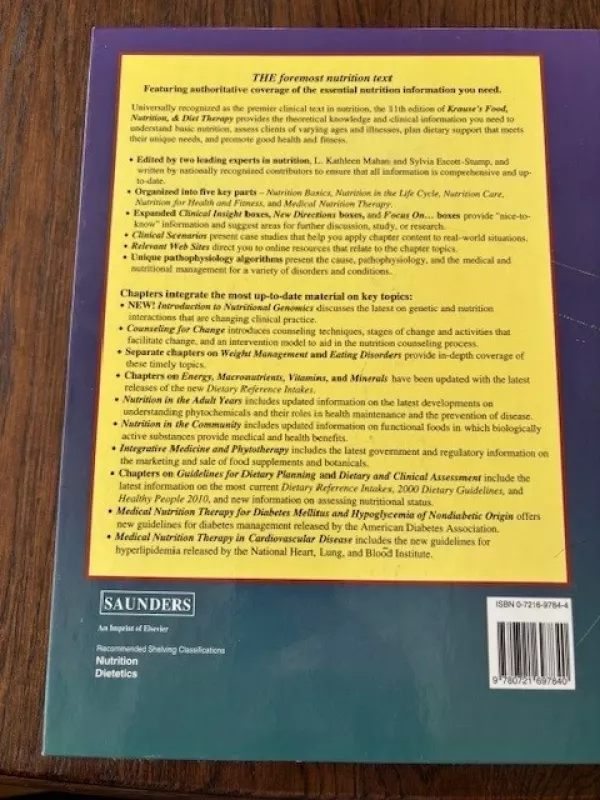 THE foremost nutrition text
Featuring authoritative coverage of the essential nutrition information you need.
Universally recognized as the premier clinical text in nutrition, the 11th edition of Krause's Food,
Nutrition, & Diet Therapy provides the theoretical knowledge and clinical information you need to
understand basic nutrition, assess clients of varying ages and illnesses, plan dietary support that meets
their unique needs, and promote good health and fitness.
• Edited by two leading experts in nutrition, L. Kathleen Mahan and Sylvia Escott-Stump, and
written by nationally recognized contributors to ensure that all information is comprehensive and up-
to-date.
• Organized into five key parts – Nutrition Basics, Nutrition in the Life Cycle, Nutrition Care,
Nutrition for Health and Fitness, and Medical Nutrition Therapy.
• Expanded Clinical Insight boxes, New Directions boxes, and Focus On... boxes provide "nice-to-
know" information and suggest areas for further discussion, study, or research.
• Clinical Scenarios present case studies that help you apply chapter content to real-world situations.
• Relevant Web Sites direct you to online resources that relate to the chapter topics.
• Unique pathophysiology algorithms present the cause, pathophysiology, and the medical and
nutritional management for a variety of disorders and conditions.
Chapters integrate the most up-to-date material on key topics:
• NEW! Introduction to Nutritional Genomics discusses the latest on genetic and nutrition
interactions that are changing clinical practice.
• Counseling for Change introduces counseling techniques, stages of change and activities that
facilitate change, and an intervention model to aid in the nutrition counseling process.
• Separate chapters on Weight Management and Eating Disorders provide in-depth coverage of
these timely topics.
• Chapters on Energy, Macronutrients, Vitamins, and Minerals have been updated with the latest
releases of the new Dietary Reference Intakes.
• Nutrition in the Adult Years includes updated information on the latest developments on
understanding phytochemicals and their roles in health maintenance and the prevention of disease.
• Nutrition in the Community includes updated information on functional foods in which biologically
active substances provide medical and health benefits.
• Integrative Medicine and Phytotherapy includes the latest government and regulatory information on
the marketing and sale of food supplements and botanicals.
• Chapters on Guidelines for Dietary Planning and Dietary and Clinical Assessment include the
latest information on the most current Dietary Reference Intakes, 2000 Dietary Guidelines, and
Healthy People 2010, and new information on assessing nutritional status.
• Medical Nutrition Therapy for Diabetes Mellitus and Hypoglycemia of Nondiabetic Origin offers
new guidelines for diabetes management released by the American Diabetes Association.
• Medical Nutrition Therapy in Cardiovascular Disease includes the new guidelines for
hyperlipidemia released by the National Heart, Lung, and Blood Institute.
SAUNDERS
An Imprint of Elsevier
Recommended Shelving Classifications
Nutrition
Dietetics
ISBN 0-7216-9784-4
9 780721 697840